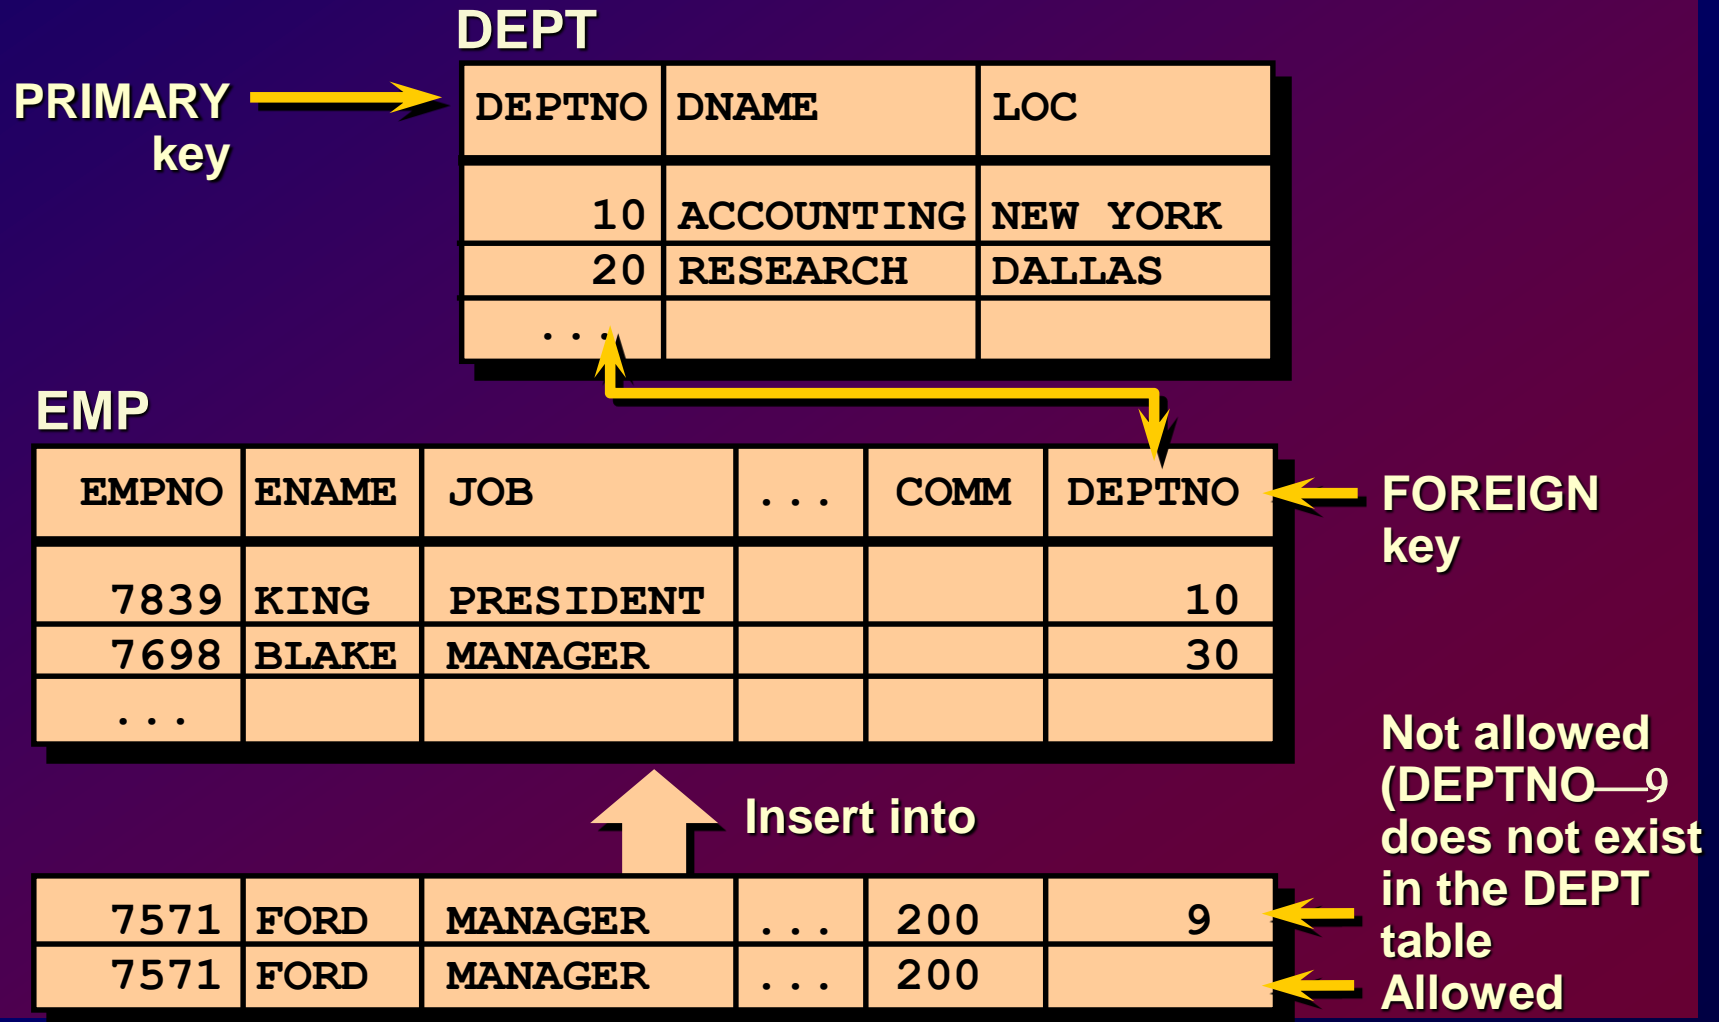 DEPT
PRIMARY
key
DEPTNO DNAME LOC
10 ACCOUNTING NEW YORK
20 RESEARCH DALLAS
...
EMP
EMPNO ENAME JOB ... COMM DEPTNO
FOREIGN
key
7839 KING PRESIDENT 10
7698 BLAKE MANAGER 30
...
Insert into
Not allowed
(DEPTNO—9
does not exist
in the DEPT
table
7571 FORD MANAGER ... 200 9
7571 FORD MANAGER ... 200
Allowed